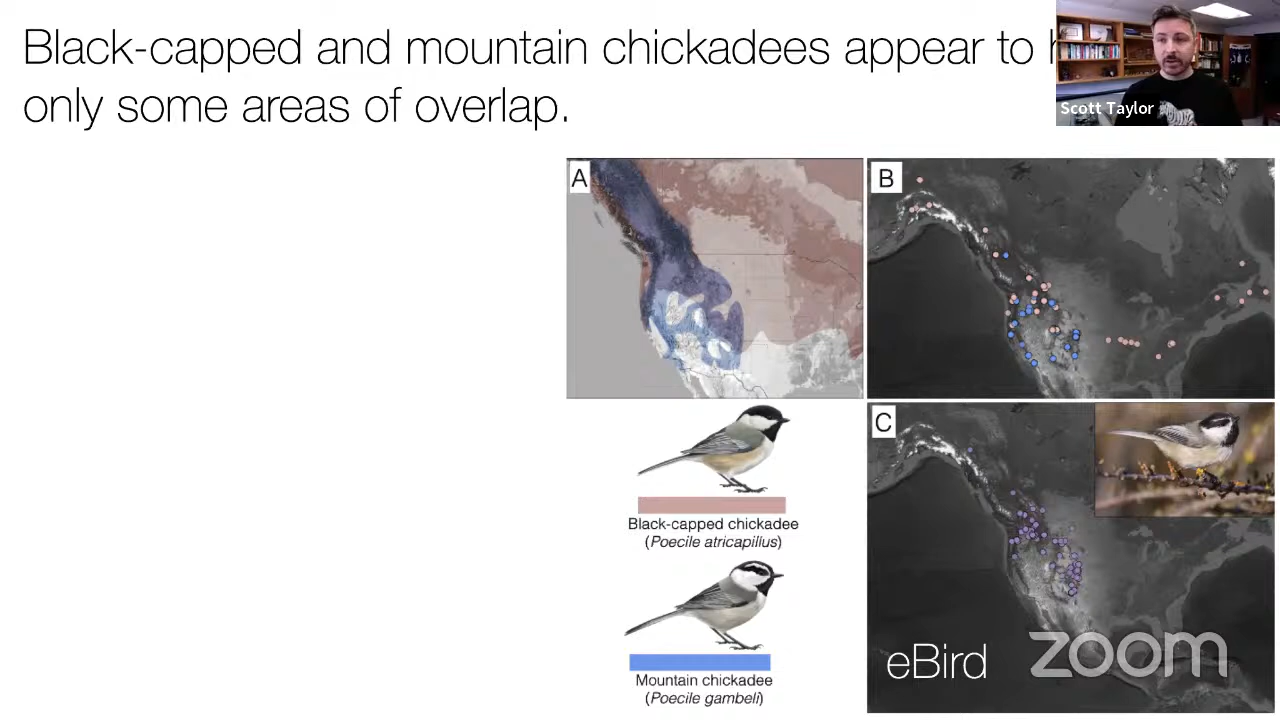 Black-capped and mountain chickadees appear to
only some areas of overlap.
Scott Taylor
A
B
Black-capped chickadee
(Poecile atricapillus)
Mountain chickadee
(Poecile gambeli)
C
eBird
zoom